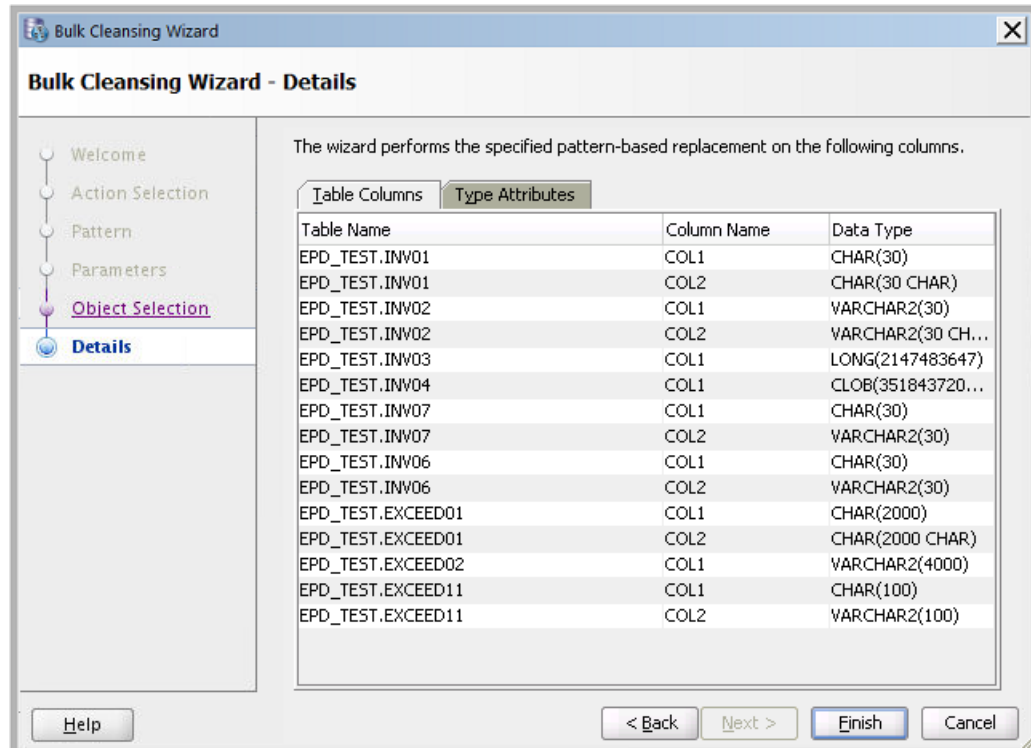 Bulk Cleansing Wizard
Bulk Cleansing Wizard - Details
Welcome
Action Selection
Pattern
Parameters
Object Selection
Details
The wizard performs the specified pattern-based replacement on the following columns.
Table Columns Type Attributes
Table Name Column Name Data Type
EPD_TEST.INV01 COL1 CHAR(30)
EPD_TEST.INV01 COL2 CHAR(30 CHAR)
EPD_TEST.INV02 COL1 VARCHAR2(30)
EPD_TEST.INV02 COL2 VARCHAR2(30 CH...
EPD_TEST.INV03 COL1 LONG(2147483647)
EPD_TEST.INV04 COL1 CLOB(351843720...
EPD_TEST.INV07 COL1 CHAR(30)
EPD_TEST.INV07 COL2 VARCHAR2(30)
EPD_TEST.INV06 COL1 CHAR(30)
EPD_TEST.INV06 COL2 VARCHAR2(30)
EPD_TEST.EXCEED01 COL1 CHAR(2000)
EPD_TEST.EXCEED01 COL2 CHAR(2000 CHAR)
EPD_TEST.EXCEED02 COL1 VARCHAR2(4000)
EPD_TEST.EXCEED11 COL1 CHAR(100)
EPD_TEST.EXCEED11 COL2 VARCHAR2(100)
Help < Back Next > Finish Cancel